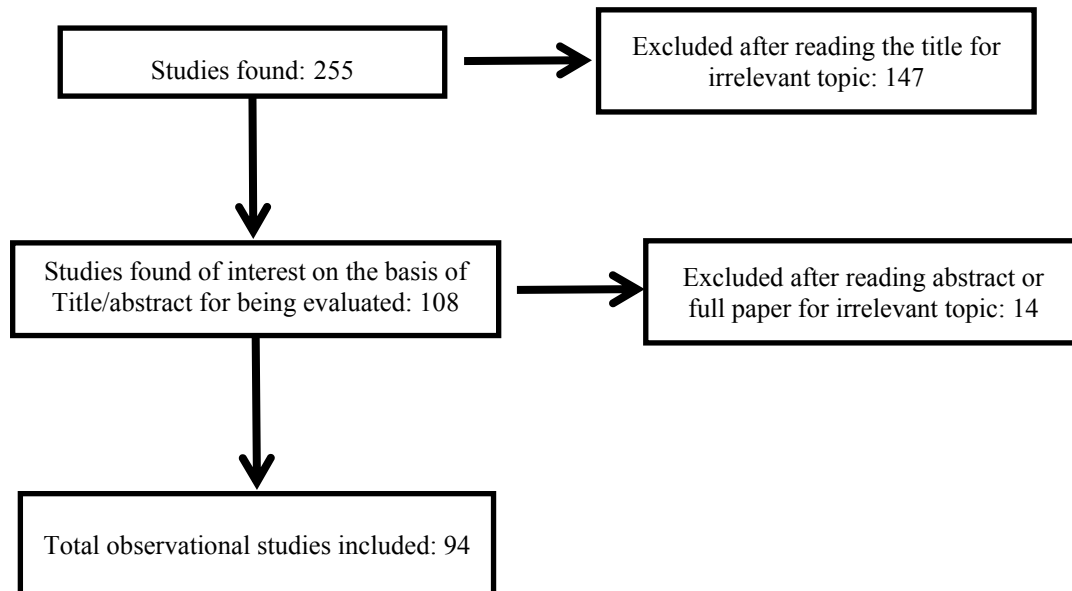 Studies found: 255
Excluded after reading the title for
irrelevant topic: 147
Studies found of interest on the basis of
Title/abstract for being evaluated: 108
Excluded after reading abstract or
full paper for irrelevant topic: 14
Total observational studies included: 94